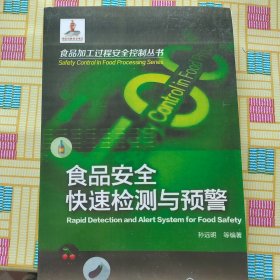 食品加工过程安全控制丛书
Safety Control in Food Processing Series
Control in Food
食品安全
快速检测与预警
Rapid Detection and Alert System for Food Safety
孙远明 等编著